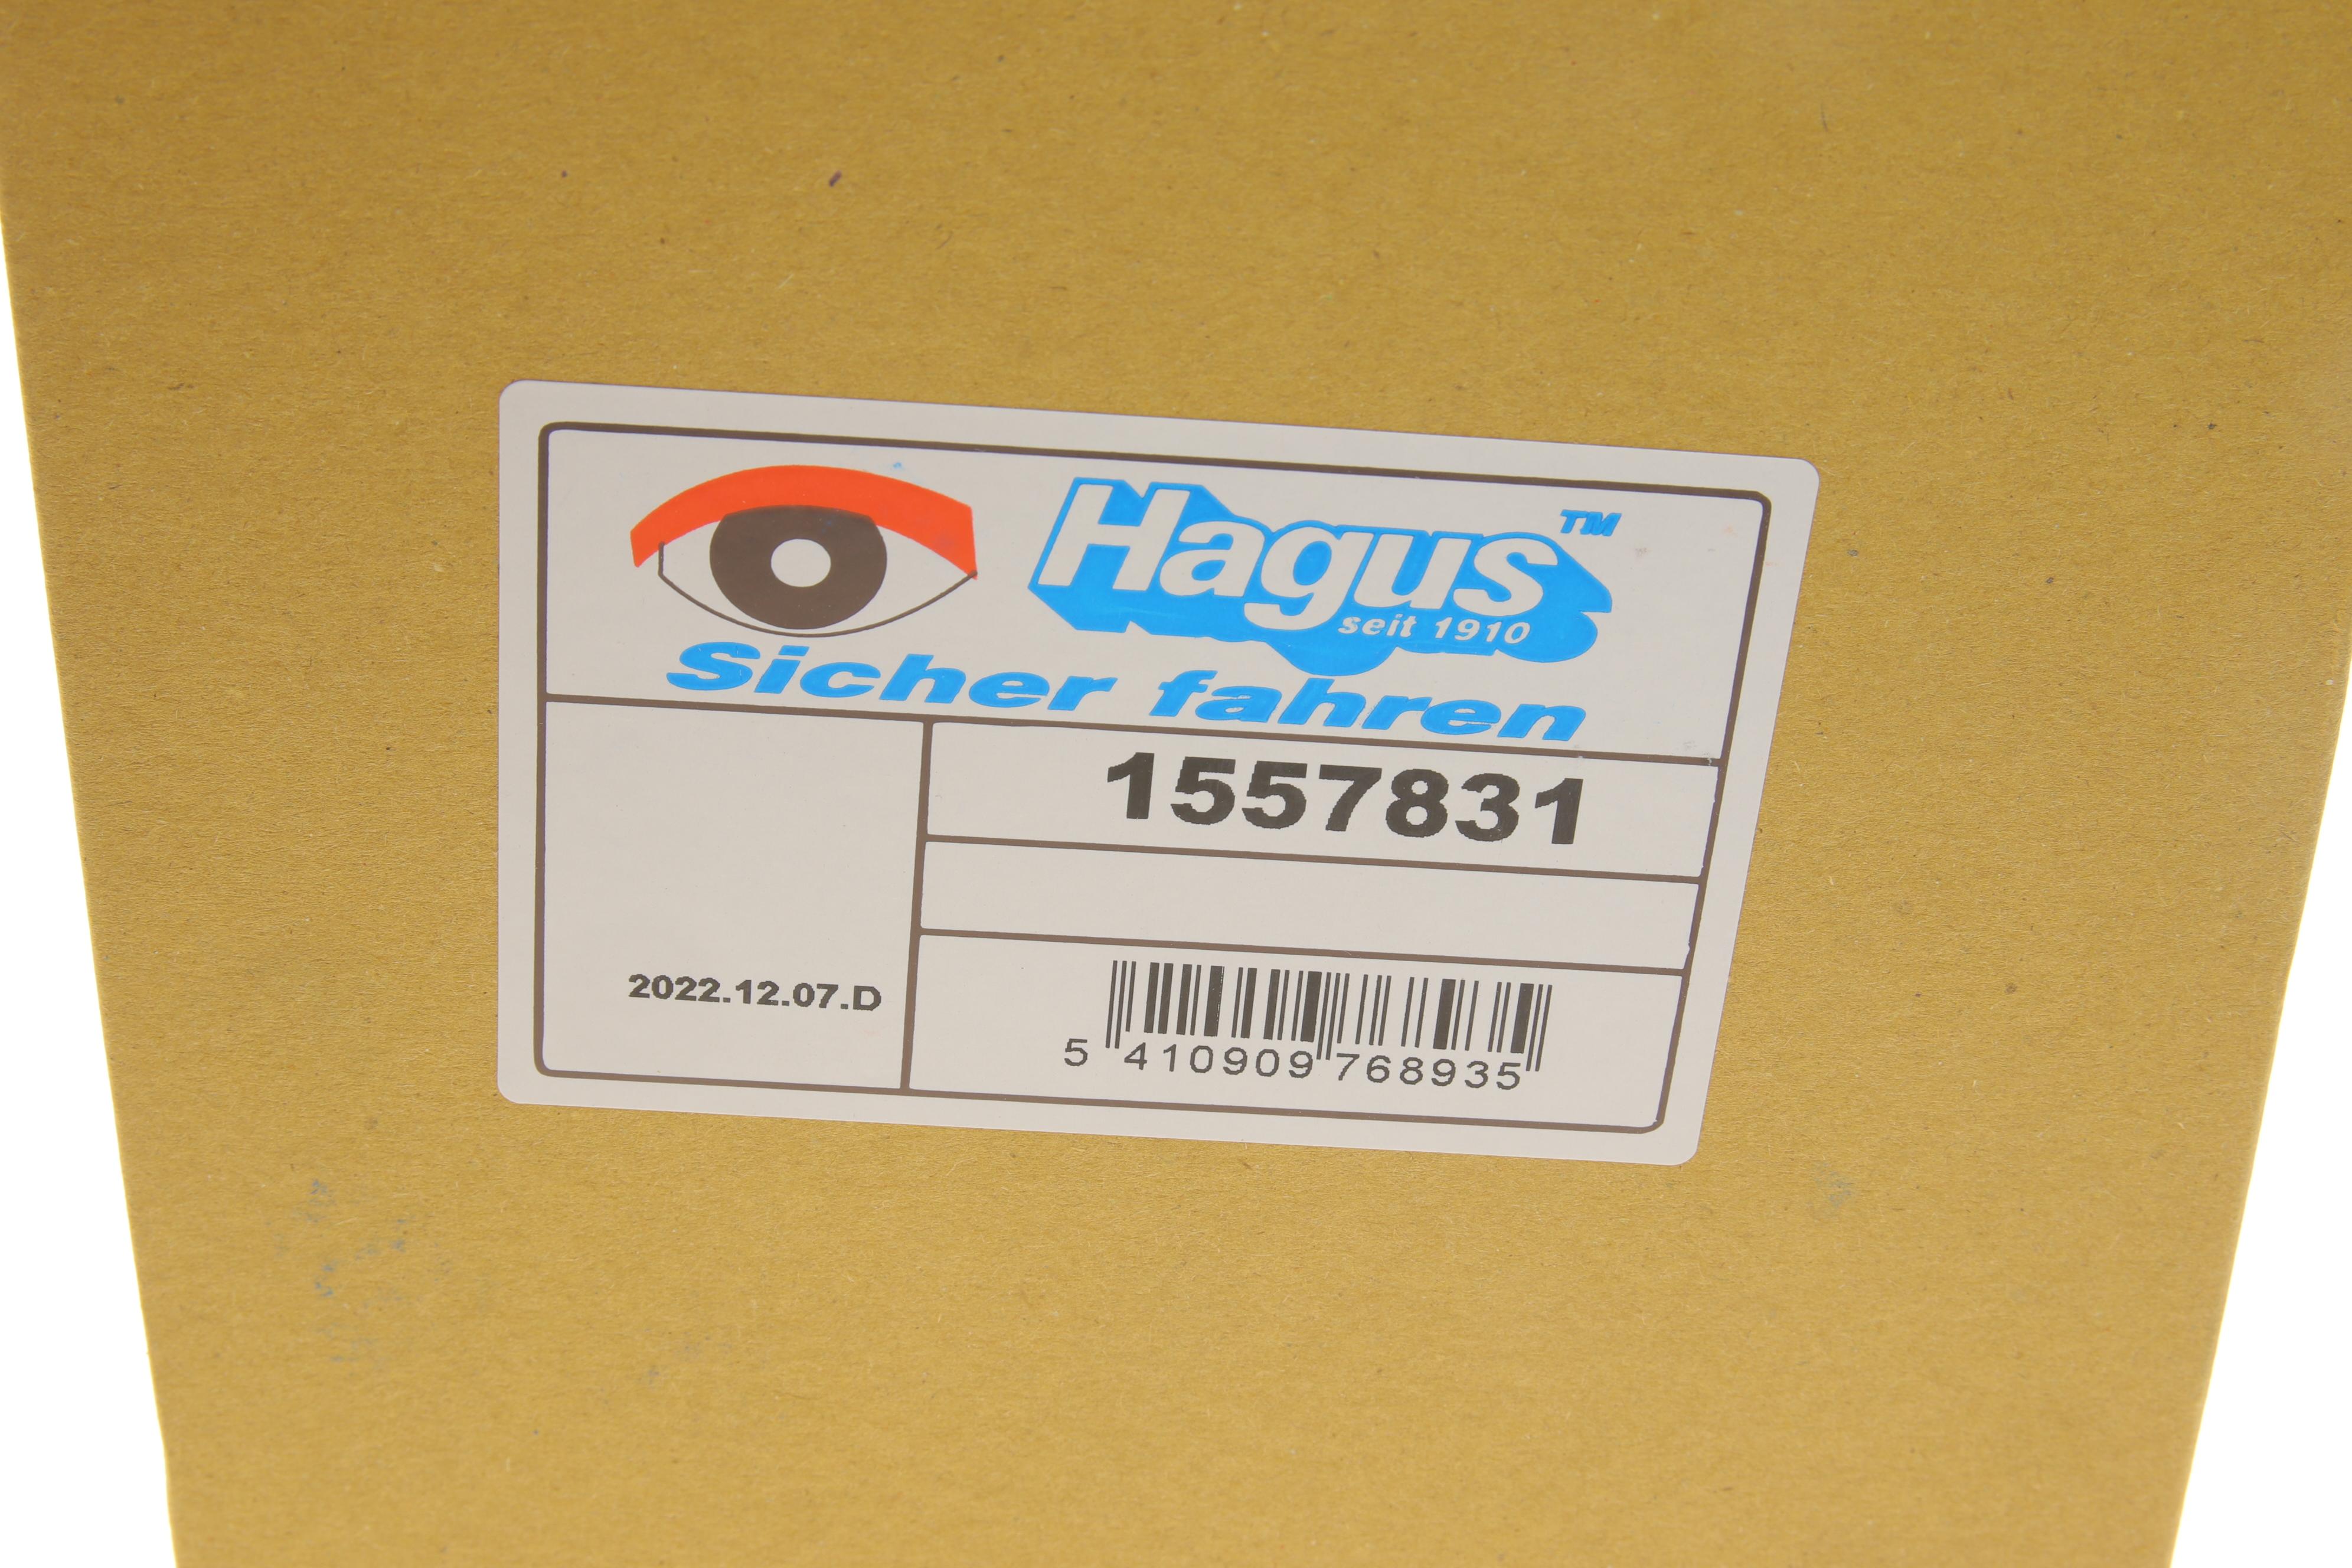 Hagus™
seit 1910
Sicher fahren
1557831
2022.12.07.D
5 410909 768935